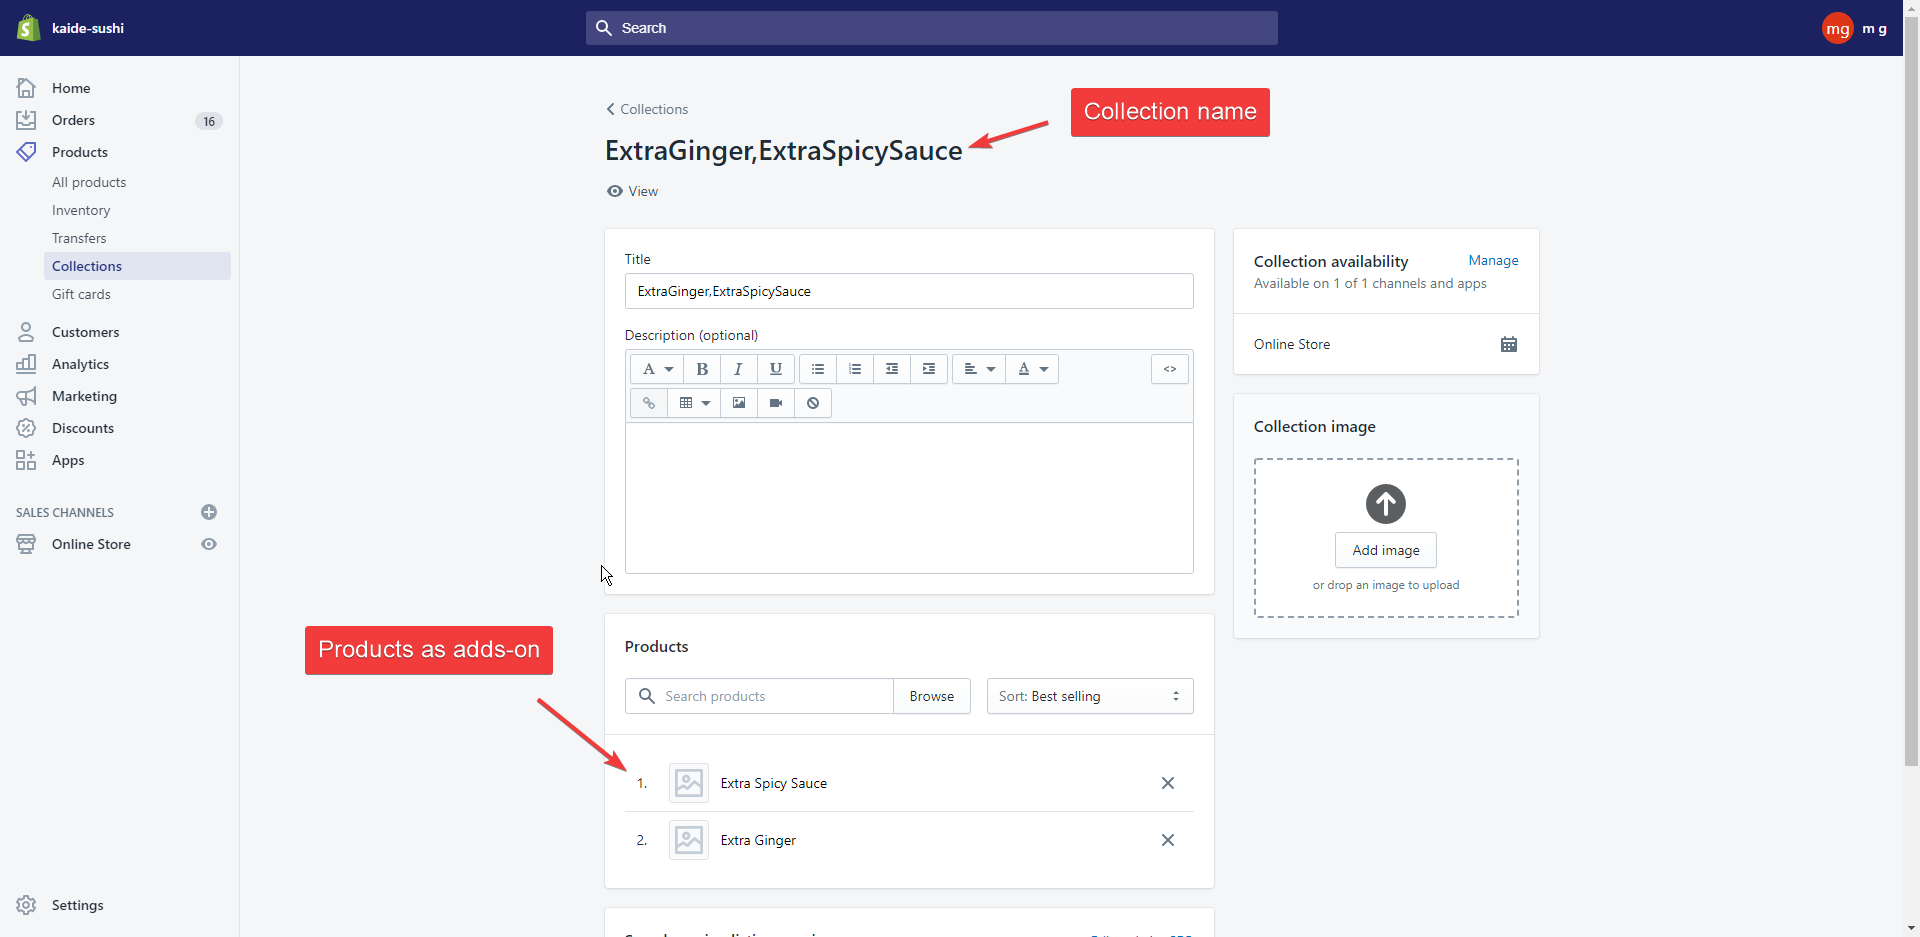 kaide-sushi
Search
mg
m g
Home
Orders
16
Products
All products
Inventory
Transfers
Collections
Gift cards
Customers
Analytics
Marketing
Discounts
Apps
SALES CHANNELS
Online Store
Settings
Collections
ExtraGinger,ExtraSpicySauce
Collection name
View
Title
ExtraGinger,ExtraSpicySauce
Description (optional)
A B I U A <>
Products as adds-on
Products
Search products
Browse
Sort: Best selling
1. Extra Spicy Sauce
2. Extra Ginger
Collection availability
Manage
Available on 1 of 1 channels and apps
Online Store
Collection image
Add image
or drop an image to upload